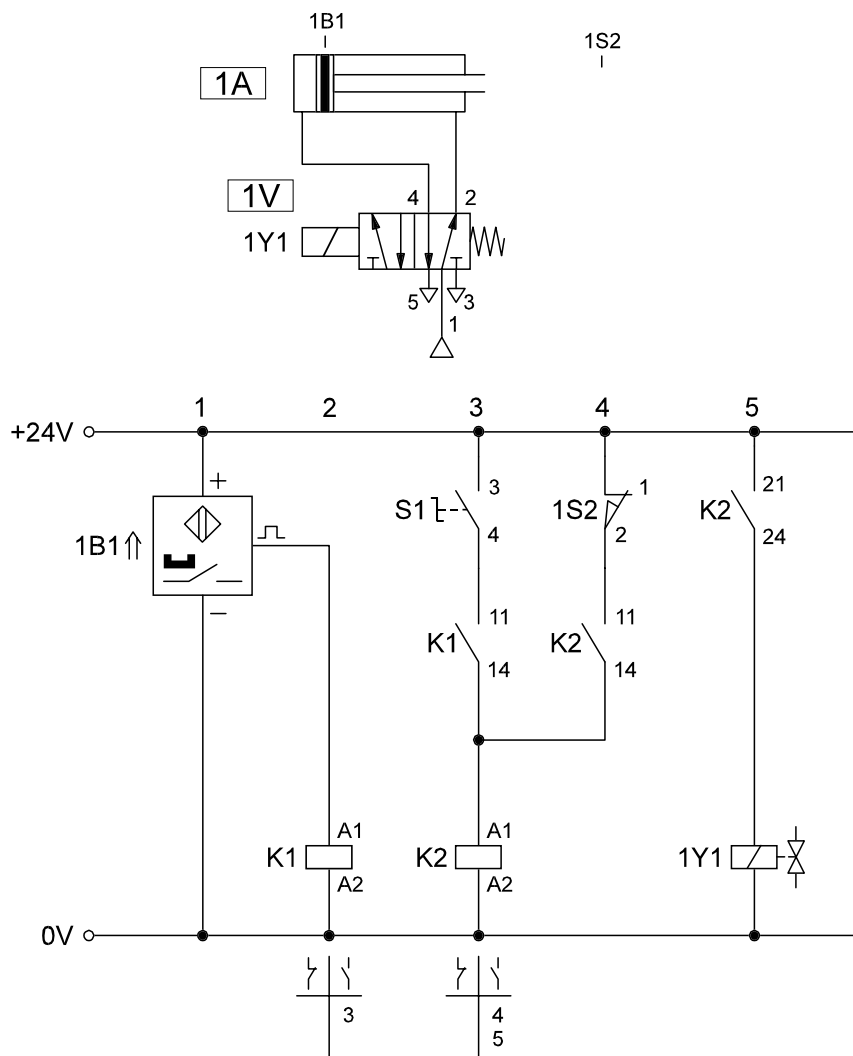 1B1
1S2
1A
1V
4 2
1Y1
5 3
1
1 2 3 4 5
+24V
+
3 1 21
S1 1S2 K2
4 2 24
1B1
–
11 11
K1 K2
14 14
A1 A1
K1 K2 1Y1
A2 A2
0V
3 4
5